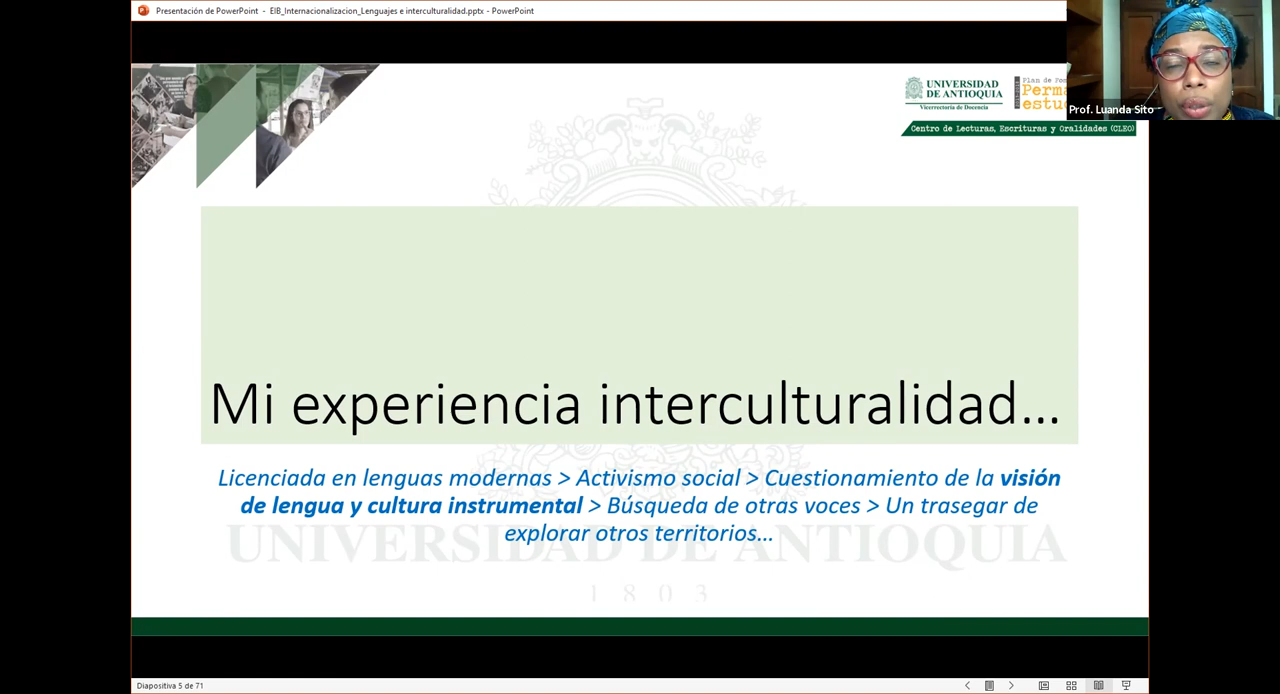 Presentación de PowerPoint - EIB_Internacionalizacion_Lenguajes e interculturalidad.pptx - PowerPoint
UNIVERSIDAD
DE ANTIOQUIA
Vicerrectoría de Docencia
Plan de
Prof. Luanda Sito
Centro de Lecturas, Escrituras y Oralidades (CLEO)
Mi experiencia interculturalidad...
Licenciada en lenguas modernas > Activismo social > Cuestionamiento de la visión
de lengua y cultura instrumental > Búsqueda de otras voces > Un trasegar de
explorar otros territorios...
UNIVERSIDAD DE ANTIOQUIA
1803
Diapositiva 5 de 71